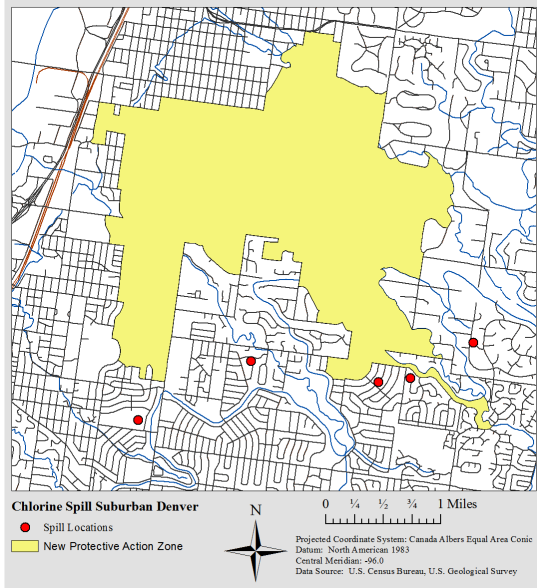 Chlorine Spill Suburban Denver
Spill Locations
New Protective Action Zone
N
0 ¼ ½ ¾ 1 Miles
Projected Coordinate System: Canada Albers Equal Area Conic
Datum: North American 1983
Central Meridian: -96.0
Data Source: U.S. Census Bureau, U.S. Geological Survey